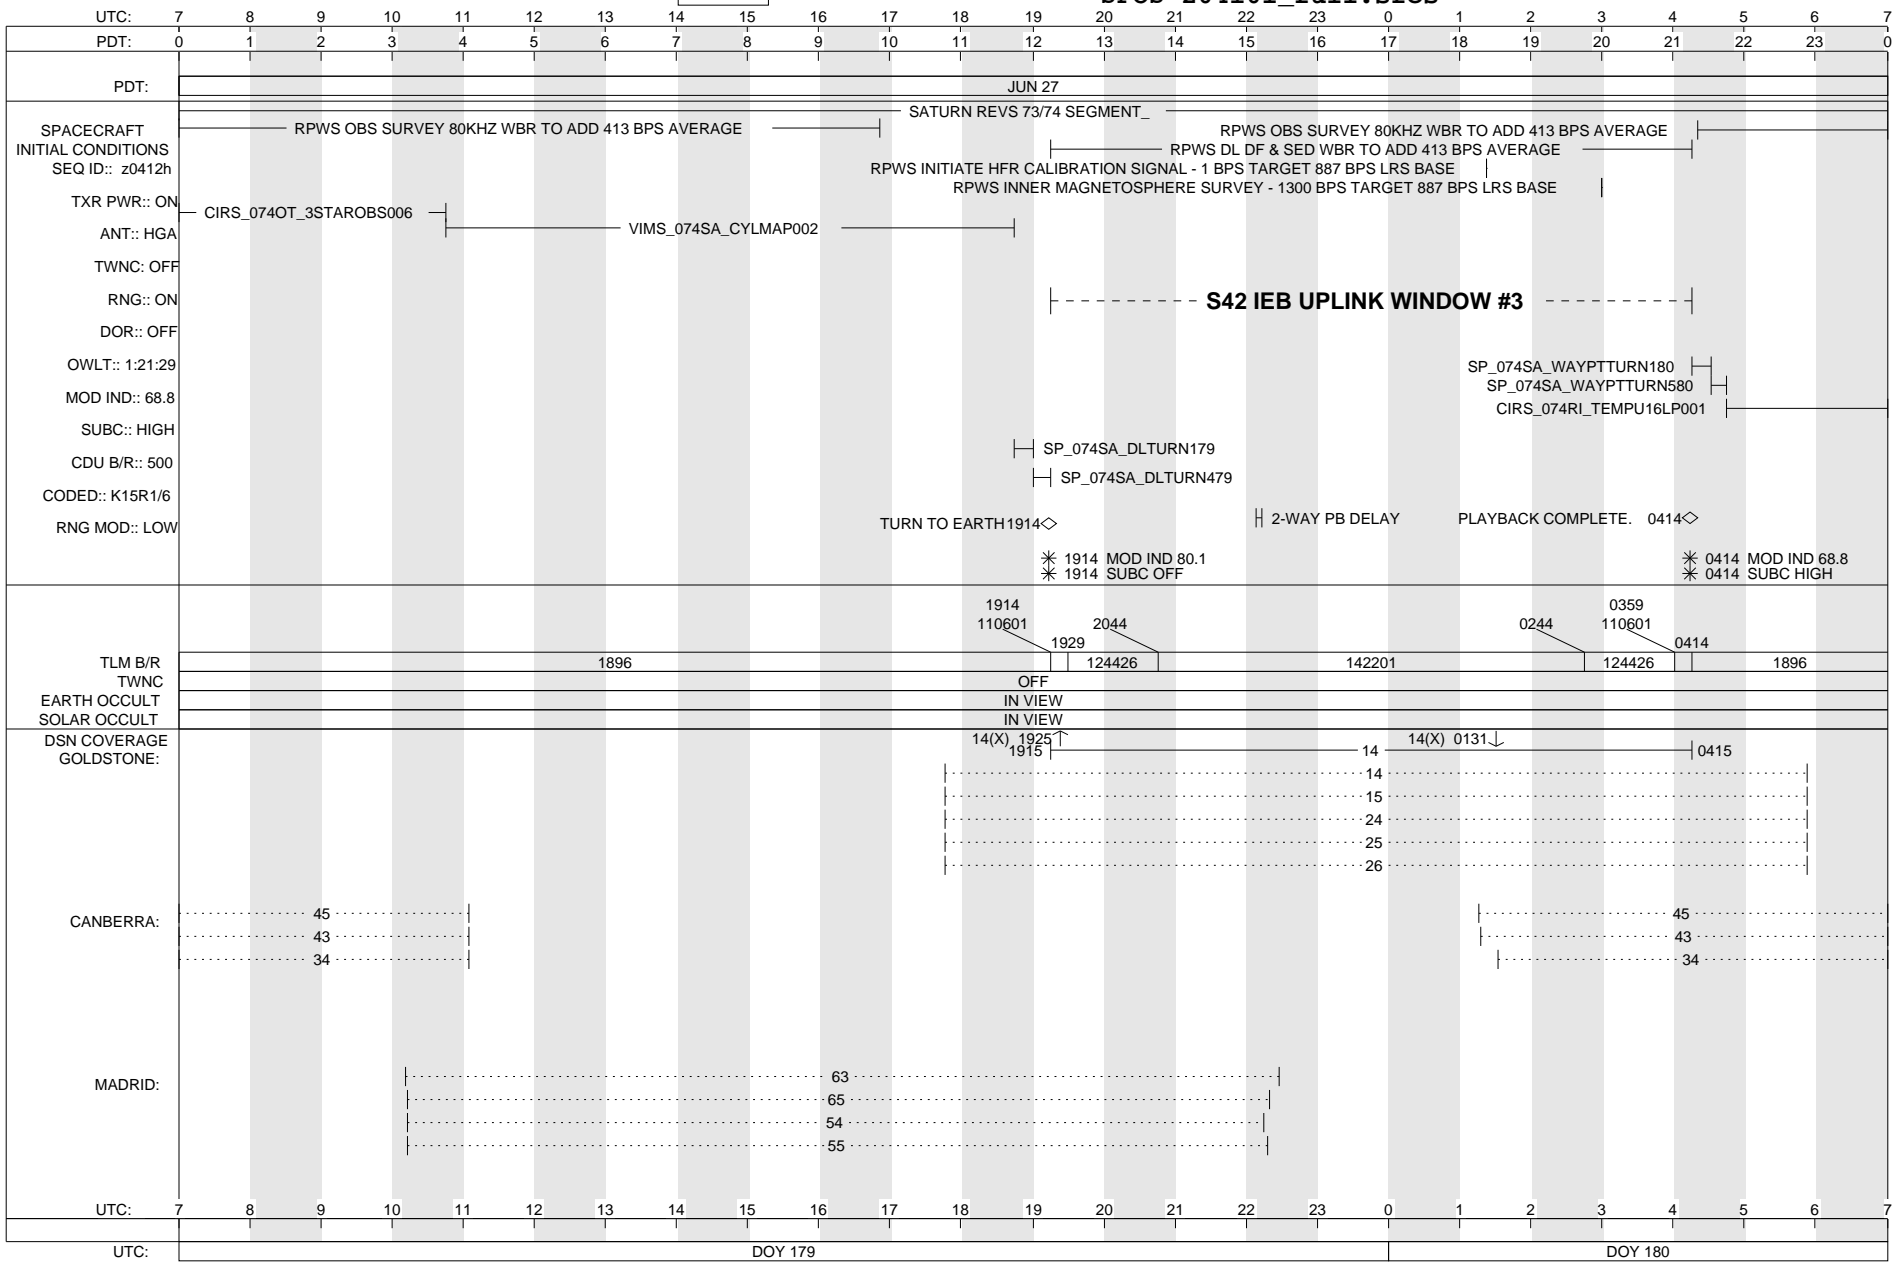 UTC: 7 8 9 10 11 12 13 14 15 16 17 18 19 20 21 22 23 0 1 2 3 4 5 6 7
PDT: 0 1 2 3 4 5 6 7 8 9 10 11 12 13 14 15 16 17 18 19 20 21 22 23 0
PDT: JUN 27
SATURN REVS 73/74 SEGMENT_
SPACECRAFT
INITIAL CONDITIONS
SEQ ID:: z0412h
TXR PWR:: ON
ANT:: HGA
TWNC: OFF
RNG:: ON
DOR:: OFF
OWLT:: 1:21:29
MOD IND:: 68.8
SUBC:: HIGH
CDU B/R:: 500
CODED:: K15R1/6
RNG MOD:: LOW
RPWS OBS SURVEY 80KHZ WBR TO ADD 413 BPS AVERAGE
RPWS OBS SURVEY 80KHZ WBR TO ADD 413 BPS AVERAGE
RPWS DL DF & SED WBR TO ADD 413 BPS AVERAGE
RPWS INITIATE HFR CALIBRATION SIGNAL - 1 BPS TARGET 887 BPS LRS BASE
RPWS INNER MAGNETOSPHERE SURVEY - 1300 BPS TARGET 887 BPS LRS BASE
CIRS_074OT_3STAROBS006
VIMS_074SA_CYLMAP002
S42 IEB UPLINK WINDOW #3
SP_074SA_WAYPTTURN180
SP_074SA_WAYPTTURN580
CIRS_074RI_TEMPU16LP001
SP_074SA_DLTURN179
SP_074SA_DLTURN479
TURN TO EARTH 1914
2-WAY PB DELAY
PLAYBACK COMPLETE. 0414
1914 MOD IND 80.1
1914 SUBC OFF
0414 MOD IND 68.8
0414 SUBC HIGH
1914 0359
110601 2044 0244 110601
1929 0414
TLM B/R 1896 124426 142201 124426 1896
TWNC OFF
EARTH OCCULT IN VIEW
SOLAR OCCULT IN VIEW
DSN COVERAGE
14(X) 1925 14(X) 0131
GOLDSTONE: 1915 14 0415
14
15
24
25
26
CANBERRA:
45 45
43 43
34 34
MADRID:
63
65
54
55
UTC: 7 8 9 10 11 12 13 14 15 16 17 18 19 20 21 22 23 0 1 2 3 4 5 6 7
UTC: DOY 179 DOY 180